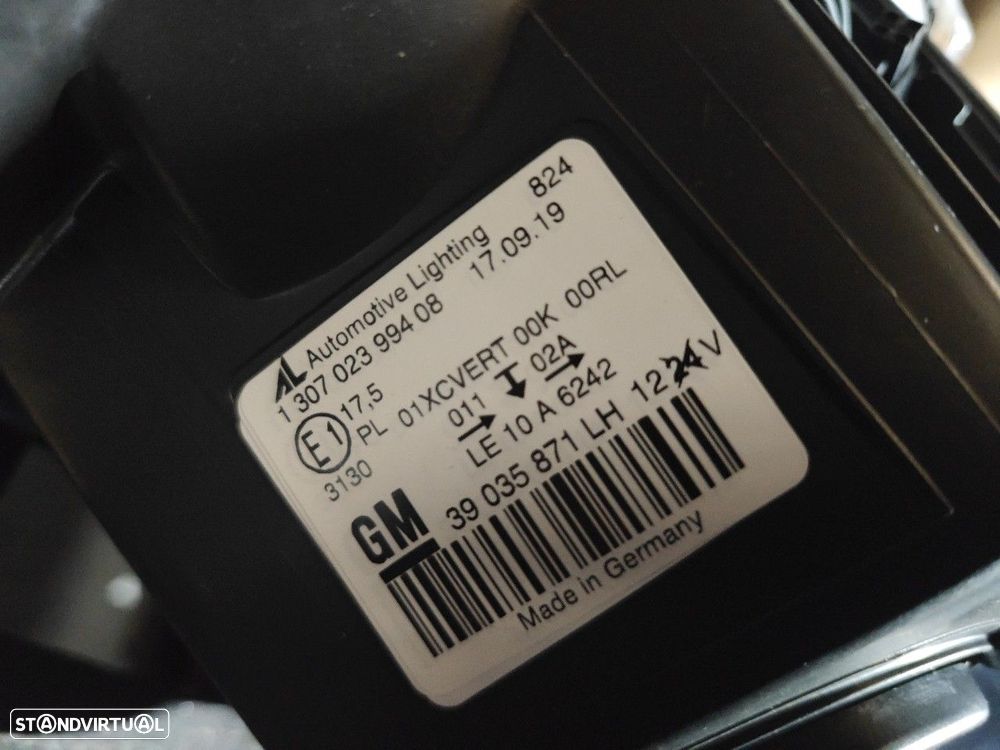 AL Automotive Lighting 824
1 307 023 994 08 17.09.19
E1 17,5 01XCVERT 00K 00RL
PL 011 02A
3130 LE 10 A 6242
GM 39 035 871 LH 12 24 V
Made in Germany
STANDVIRTUAL